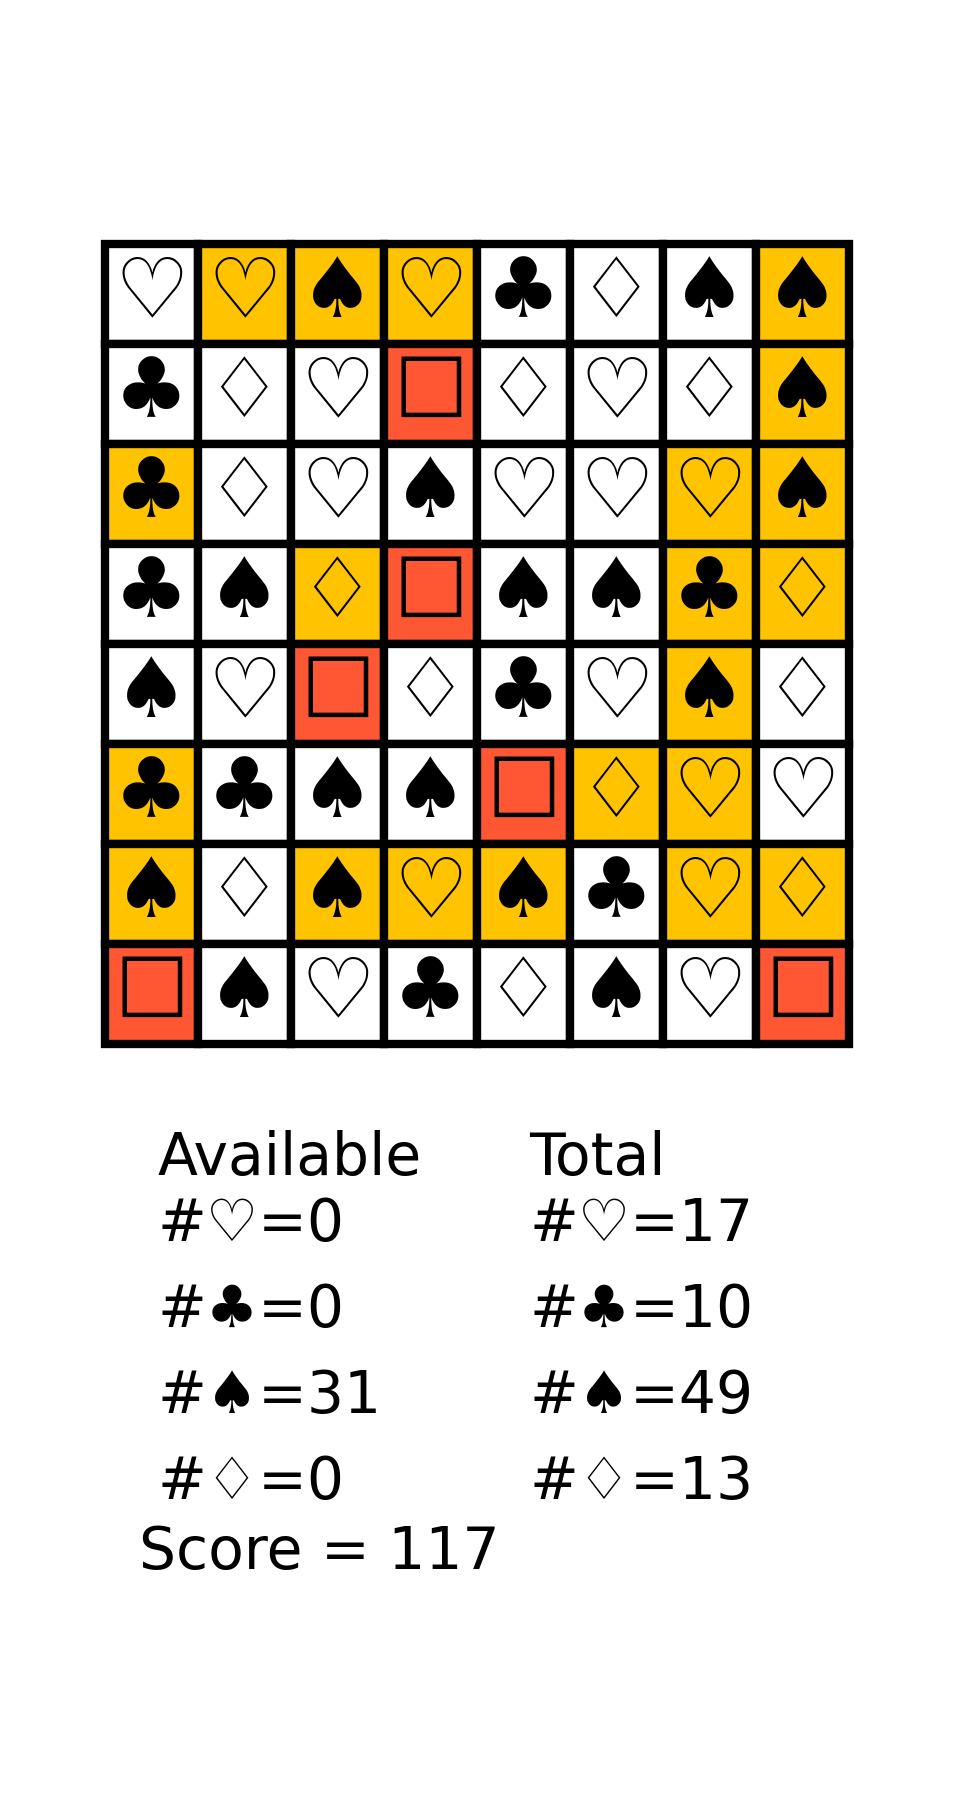 ♡ ♡ ♠ ♡ ♣ ♢ ♠ ♠
♣ ♢ ♡ □ ♢ ♡ ♢ ♠
♣ ♢ ♡ ♠ ♡ ♡ ♡ ♠
♣ ♠ ♢ □ ♠ ♠ ♣ ♢
♠ ♡ □ ♢ ♣ ♡ ♠ ♢
♣ ♣ ♠ ♠ □ ♢ ♡ ♡
♠ ♢ ♠ ♡ ♠ ♣ ♡ ♢
□ ♠ ♡ ♣ ♢ ♠ ♡ □
Available Total
#♡=0 #♡=17
#♣=0 #♣=10
#♠=31 #♠=49
#♢=0 #♢=13
Score = 117